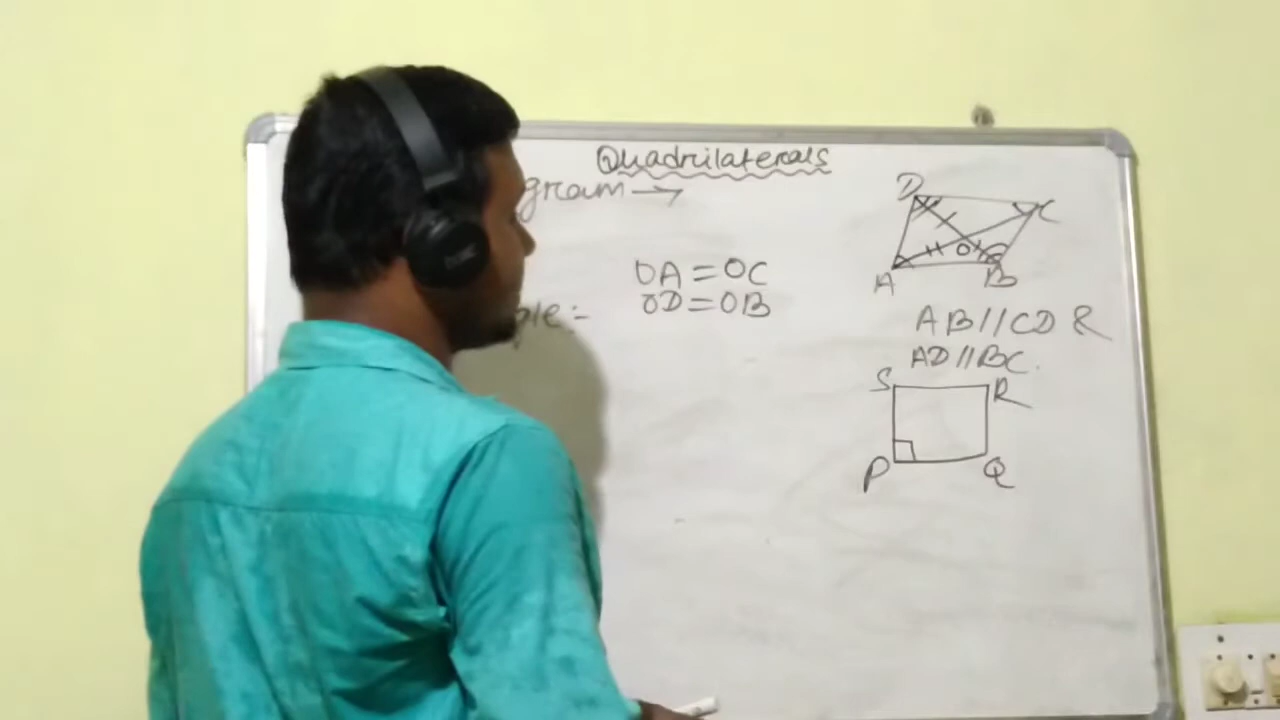 Quadrilaterals
gram →
OA = OC
OD = OB
ple :-
D
C
O
A
B
AB // CD &
AD // BC.
S
R
P
Q